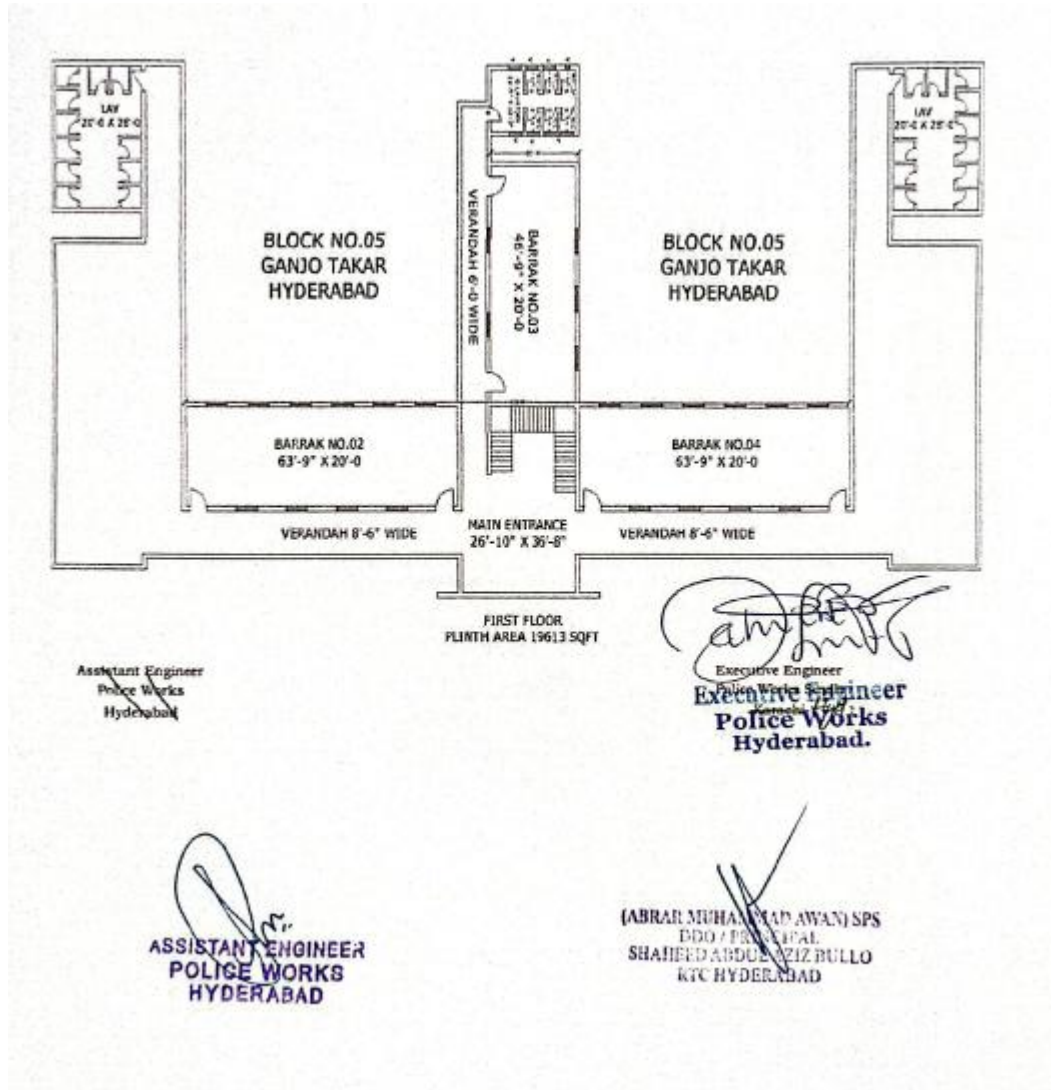 LAV
20'-0 X 25'-0
LAV
20'-0 X 25'-0
VERANDAH 6'-0 WIDE
BARRAK NO.03
46'-9" X 20'-0
BLOCK NO.05
GANJO TAKAR
HYDERABAD
BLOCK NO.05
GANJO TAKAR
HYDERABAD
BARRAK NO.02
63'-9" X 20'-0
BARRAK NO.04
63'-9" X 20'-0
VERANDAH 8'-6" WIDE
MAIN ENTRANCE
26'-10" X 36'-8"
VERANDAH 8'-6" WIDE
FIRST FLOOR
PLINTH AREA 19613 SQFT
Assistant Engineer
Police Works
Hyderabad
Executive Engineer
Police Works
Executive Engineer
Police Works
Hyderabad.
ASSISTANT ENGINEER
POLICE WORKS
HYDERABAD
(ABRAR MUHAMMAD AWAN) SPS
DDO / PRINCIPAL
SHAHEED ABDUL AZIZ BULLO
RTC HYDERABAD